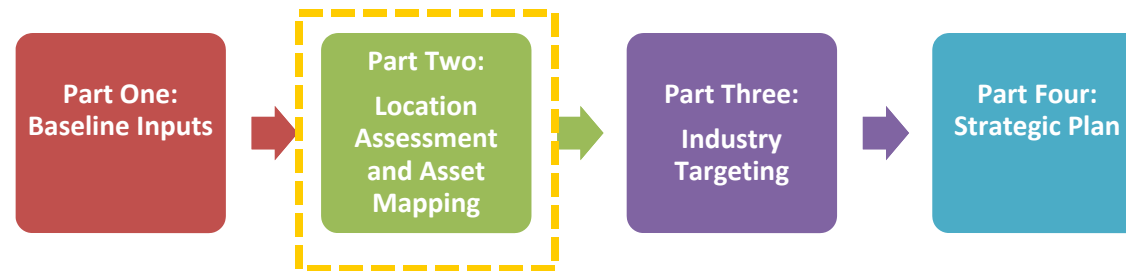 Part One:
Baseline Inputs
Part Two:
Location
Assessment
and Asset
Mapping
Part Three:
Industry
Targeting
Part Four:
Strategic Plan